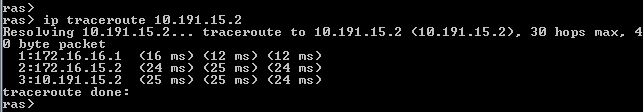 ras>
ras> ip traceroute 10.191.15.2
Resolving 10.191.15.2... traceroute to 10.191.15.2 (10.191.15.2), 30 hops max, 4
0 byte packet
1:172.16.16.1 (16 ms) (12 ms) (12 ms)
2:172.16.15.2 (24 ms) (25 ms) (24 ms)
3:10.191.15.2 (25 ms) (25 ms) (24 ms)
traceroute done:
ras>